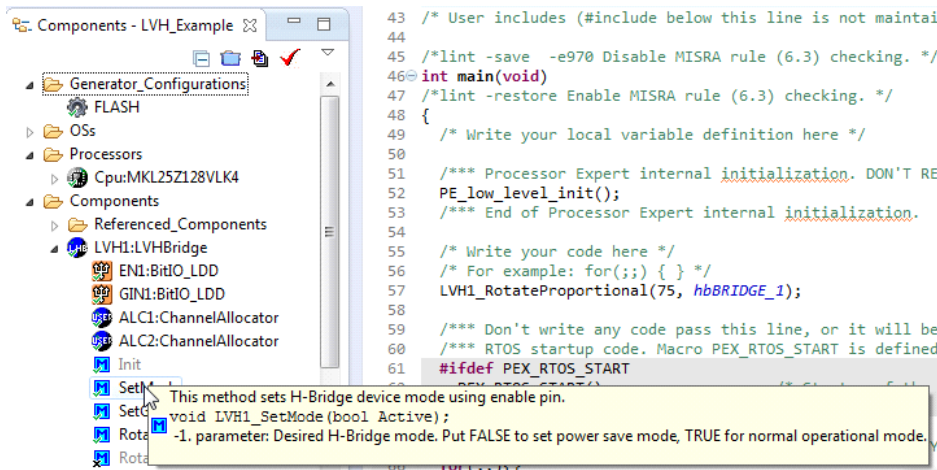 Components - LVH_Example
Generator_Configurations
FLASH
OSs
Processors
Cpu:MKL25Z128VLK4
Components
Referenced_Components
LVH1:LVHBridge
EN1:BitIO_LDD
GIN1:BitIO_LDD
ALC1:ChannelAllocator
ALC2:ChannelAllocator
Init
SetM
SetG
Rota
Rota
43 /* User includes (#include below this line is not maintai
44
45 /*lint -save  -e970 Disable MISRA rule (6.3) checking. */
46 int main(void)
47 /*lint -restore Enable MISRA rule (6.3) checking. */
48 {
49 /* Write your local variable definition here */
50
51 /*** Processor Expert internal initialization. DON'T RE
52 PE_low_level_init();
53 /*** End of Processor Expert internal initialization.
54
55 /* Write your code here */
56 /* For example: for(;;) { } */
57 LVH1_RotateProportional(75, hbBRIDGE_1);
58
59 /*** Don't write any code pass this line, or it will be
60 /*** RTOS startup code. Macro PEX_RTOS_START is defined
61 #ifdef PEX_RTOS_START
This method sets H-Bridge device mode using enable pin.
void LVH1_SetMode(bool Active);
-1. parameter: Desired H-Bridge mode. Put FALSE to set power save mode, TRUE for normal operational mode.